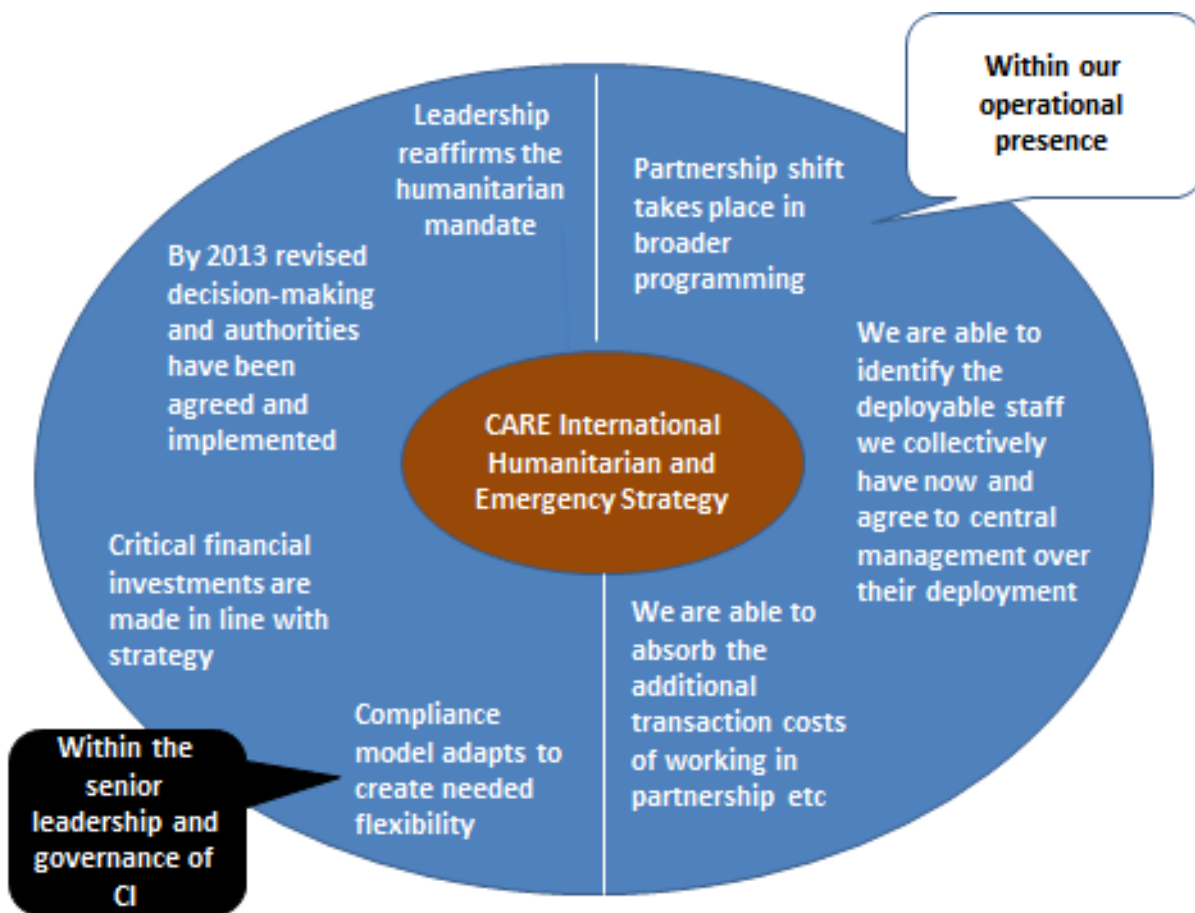 Within our
operational
presence
Leadership
reaffirms the
humanitarian
mandate
Partnership shift
takes place in
broader
programming
By 2013 revised
decision-making
and authorities
have been
agreed and
implemented
We are able to
identify the
deployable staff
we collectively
have now and
agree to central
management over
their deployment
CARE International
Humanitarian and
Emergency Strategy
Critical financial
investments are
made in line with
strategy
We are able to
absorb the
additional
transaction costs
of working in
partnership etc
Compliance
model adapts to
create needed
flexibility
Within the
senior
leadership and
governance of
CI